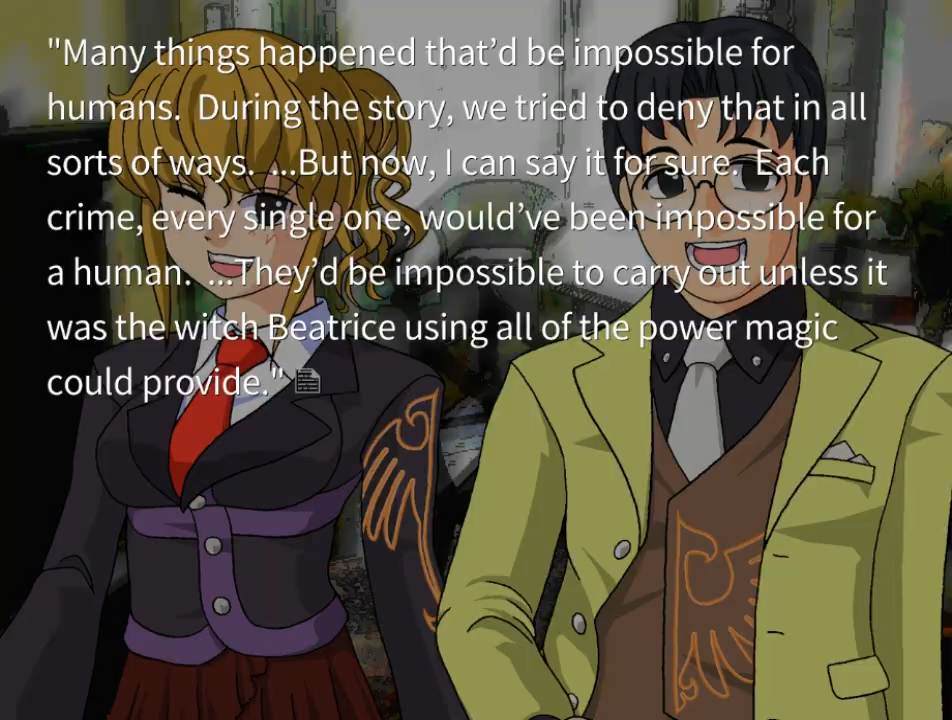 "Many things happened that’d be impossible for
humans.  During the story, we tried to deny that in all
sorts of ways.  ...But now, I can say it for sure.  Each
crime, every single one, would’ve been impossible for
a human.  ...They’d be impossible to carry out unless it
was the witch Beatrice using all of the power magic
could provide."